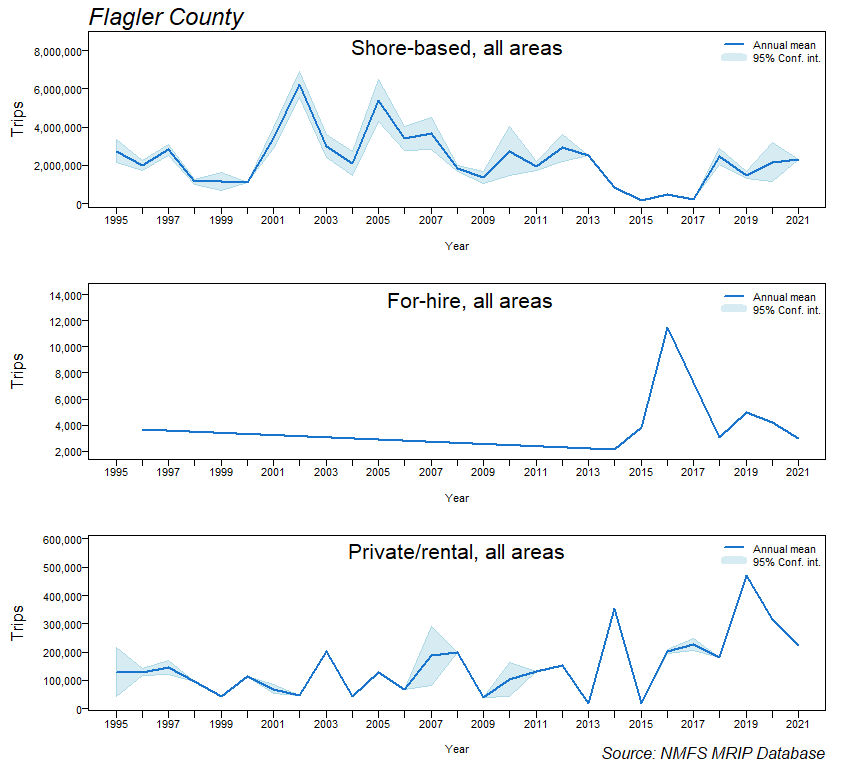 Flagler County
Shore-based, all areas
Annual mean
95% Conf. int.
Trips
8,000,000
6,000,000
4,000,000
2,000,000
0
1995 1997 1999 2001 2003 2005 2007 2009 2011 2013 2015 2017 2019 2021
Year
For-hire, all areas
Annual mean
95% Conf. int.
Trips
14,000
12,000
10,000
8,000
6,000
4,000
2,000
1995 1997 1999 2001 2003 2005 2007 2009 2011 2013 2015 2017 2019 2021
Year
Private/rental, all areas
Annual mean
95% Conf. int.
Trips
600,000
500,000
400,000
300,000
200,000
100,000
0
1995 1997 1999 2001 2003 2005 2007 2009 2011 2013 2015 2017 2019 2021
Year
Source: NMFS MRIP Database